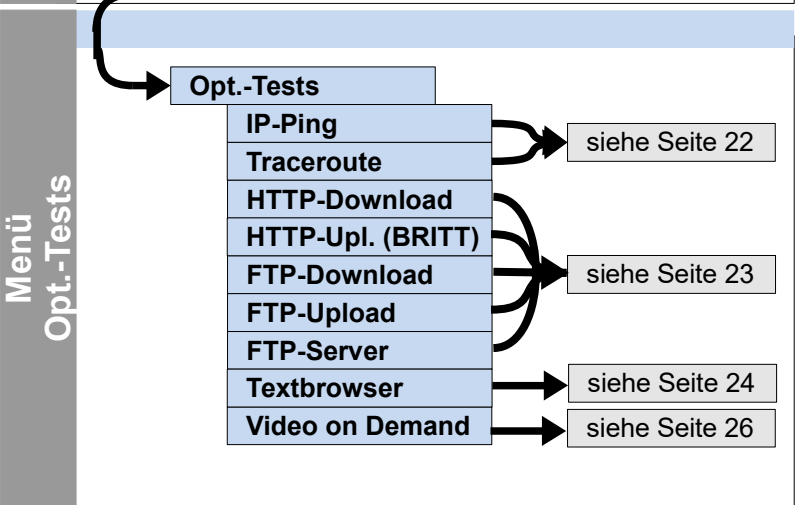 Menü
Opt.-Tests
Opt.-Tests
IP-Ping
Traceroute
siehe Seite 22
HTTP-Download
HTTP-Upl. (BRITT)
FTP-Download
FTP-Upload
FTP-Server
siehe Seite 23
Textbrowser
siehe Seite 24
Video on Demand
siehe Seite 26